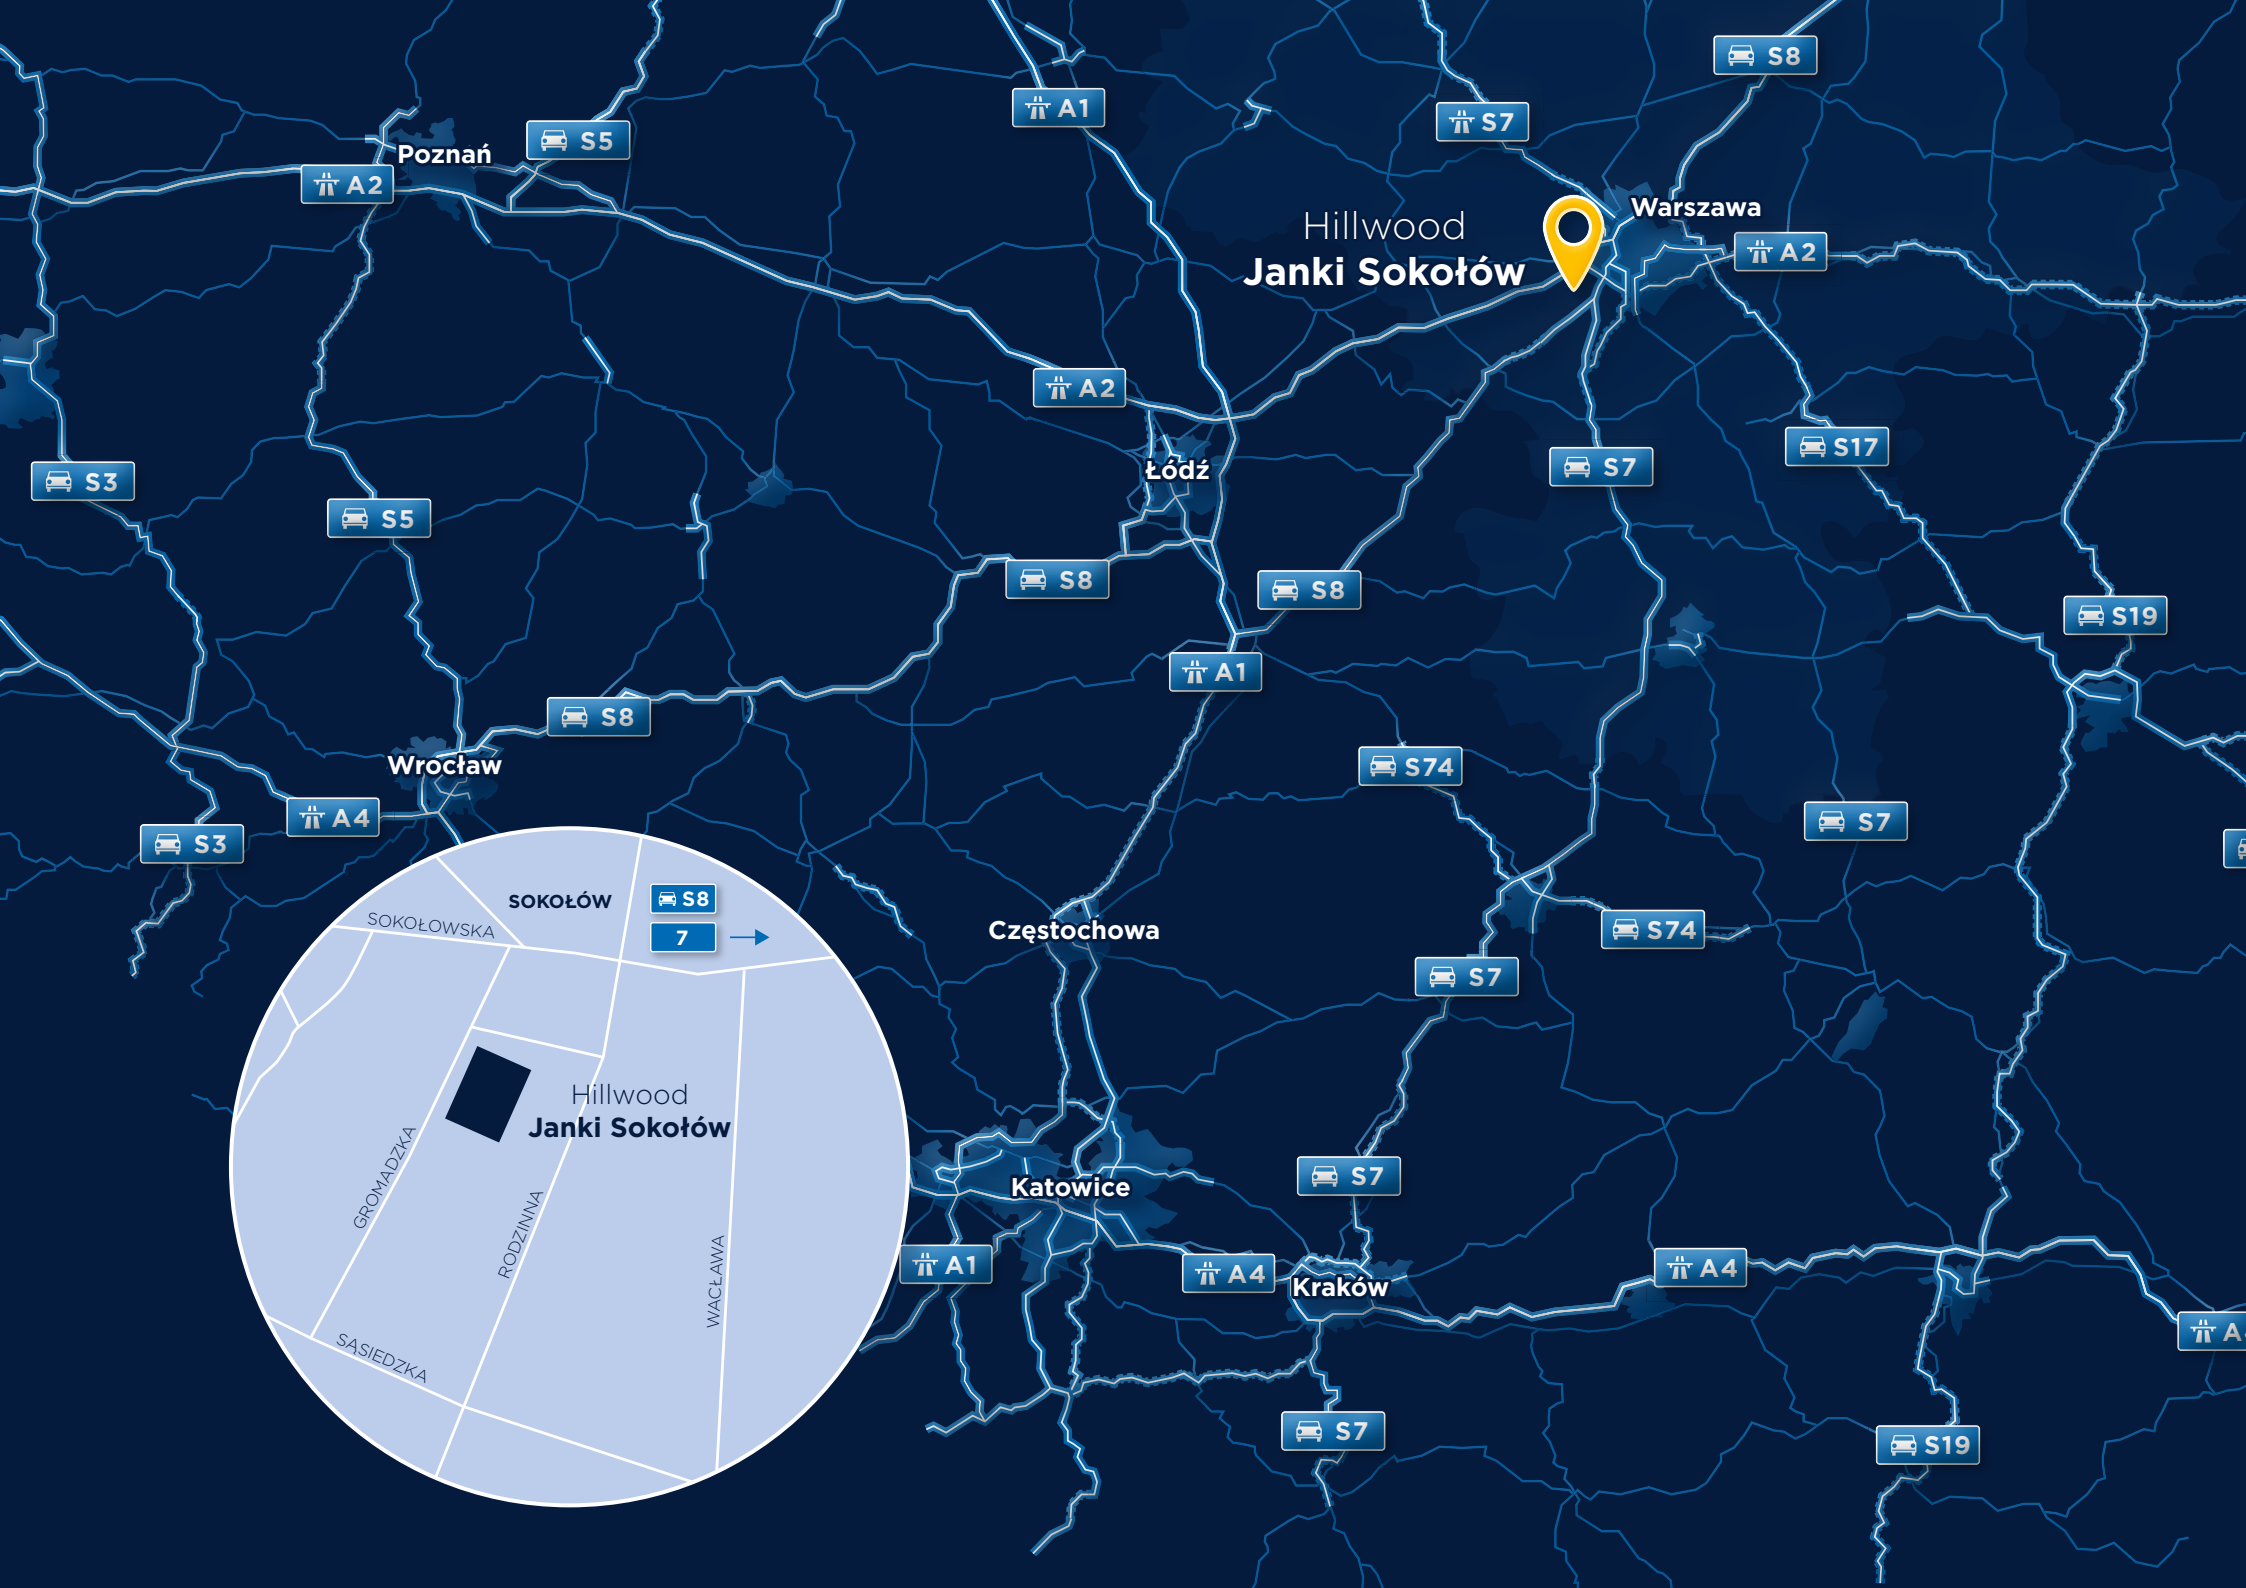 S8
A1
S7
S5
Poznań
A2
Warszawa
Hillwood
Janki Sokołów
A2
A2
S17
S7
Łódź
S3
S5
S8
S8
S19
A1
S8
Wrocław
S74
A4
S7
S3
SOKOŁÓW
S8
7
SOKOŁOWSKA
Częstochowa
S74
S7
Hillwood
Janki Sokołów
GROMADZKA
RODZINNA
WACŁAWA
SĄSIEDZKA
Katowice
S7
A1
A4
Kraków
A4
S7
S19